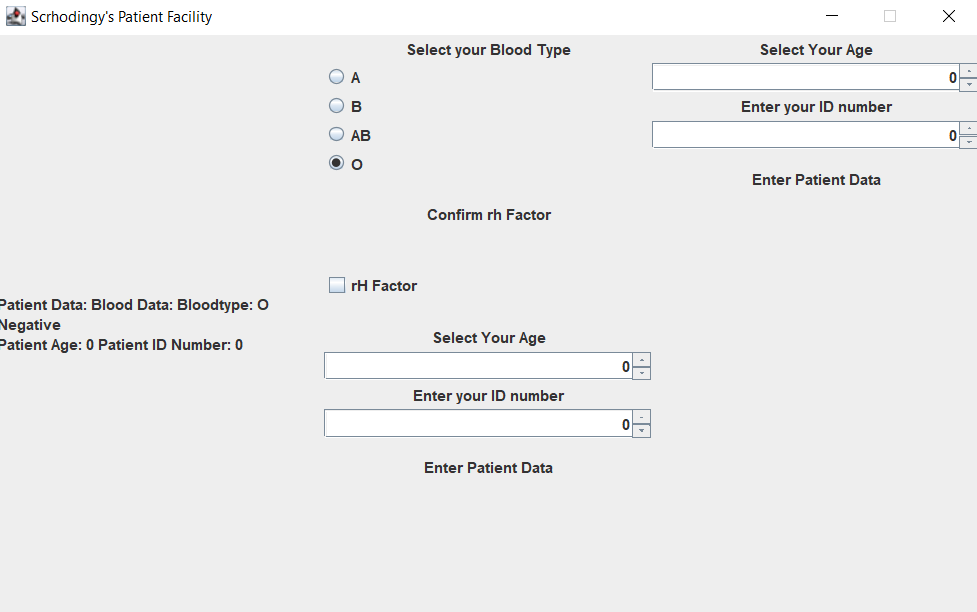 Scrhodingy's Patient Facility
Select your Blood Type
A
B
AB
O
Confirm rh Factor
rH Factor
Select Your Age
0
Enter your ID number
0
Enter Patient Data
Select Your Age
0
Enter your ID number
0
Enter Patient Data
Patient Data: Blood Data: Bloodtype: O
Negative
Patient Age: 0 Patient ID Number: 0